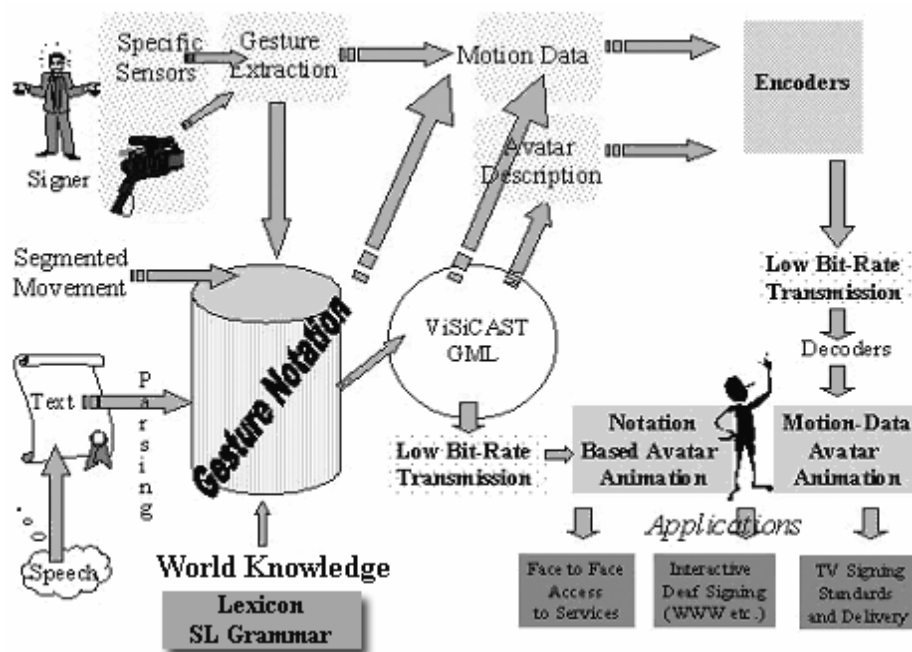 Specific
Sensors
Gesture
Extraction
Motion Data
Encoders
Signer
Avatar
Description
Segmented
Movement
Low Bit-Rate
Transmission
Gesture Notation
ViSiCAST
GML
Decoders
Text
Parsing
Low Bit-Rate
Transmission
Notation
Based Avatar
Animation
Motion-Data
Avatar
Animation
Applications
Speech
World Knowledge
Lexicon
SL Grammar
Face to Face
Access
to Services
Interactive
Deaf Signing
(WWW etc.)
TV Signing
Standards
and Delivery